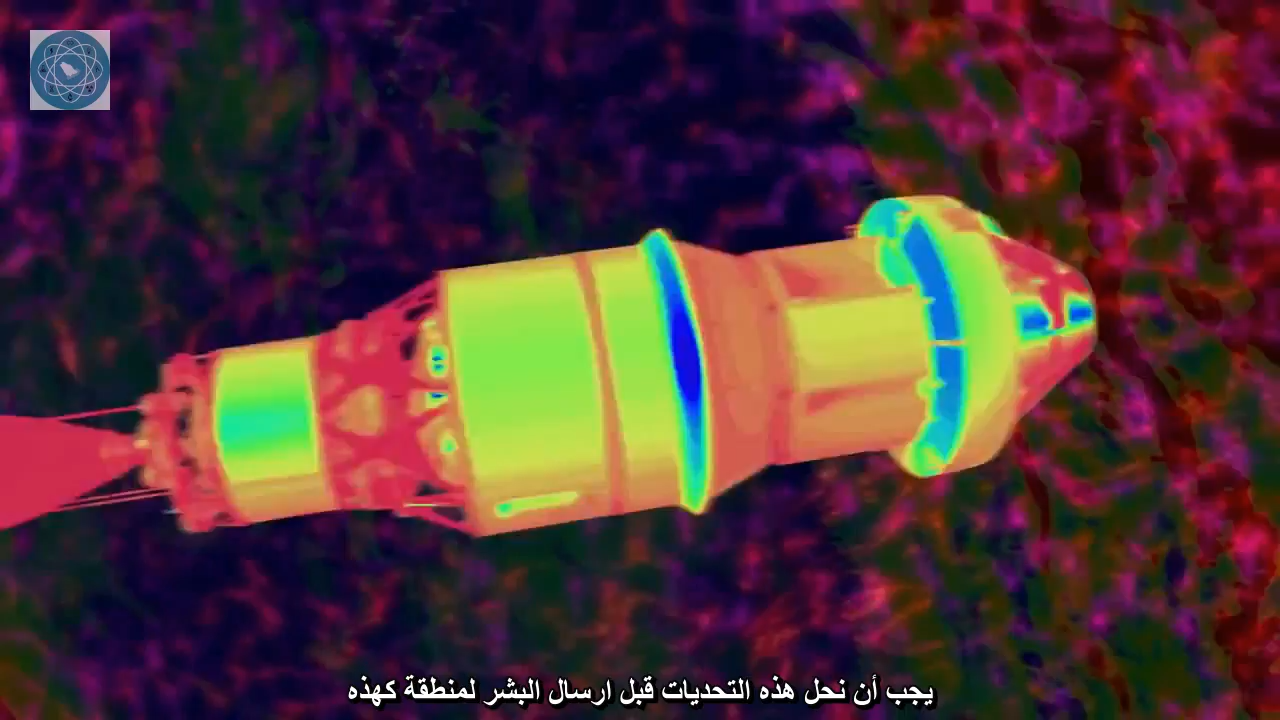 يجب أن نحل هذه التحديات قبل ارسال البشر لمنطقة كهذه